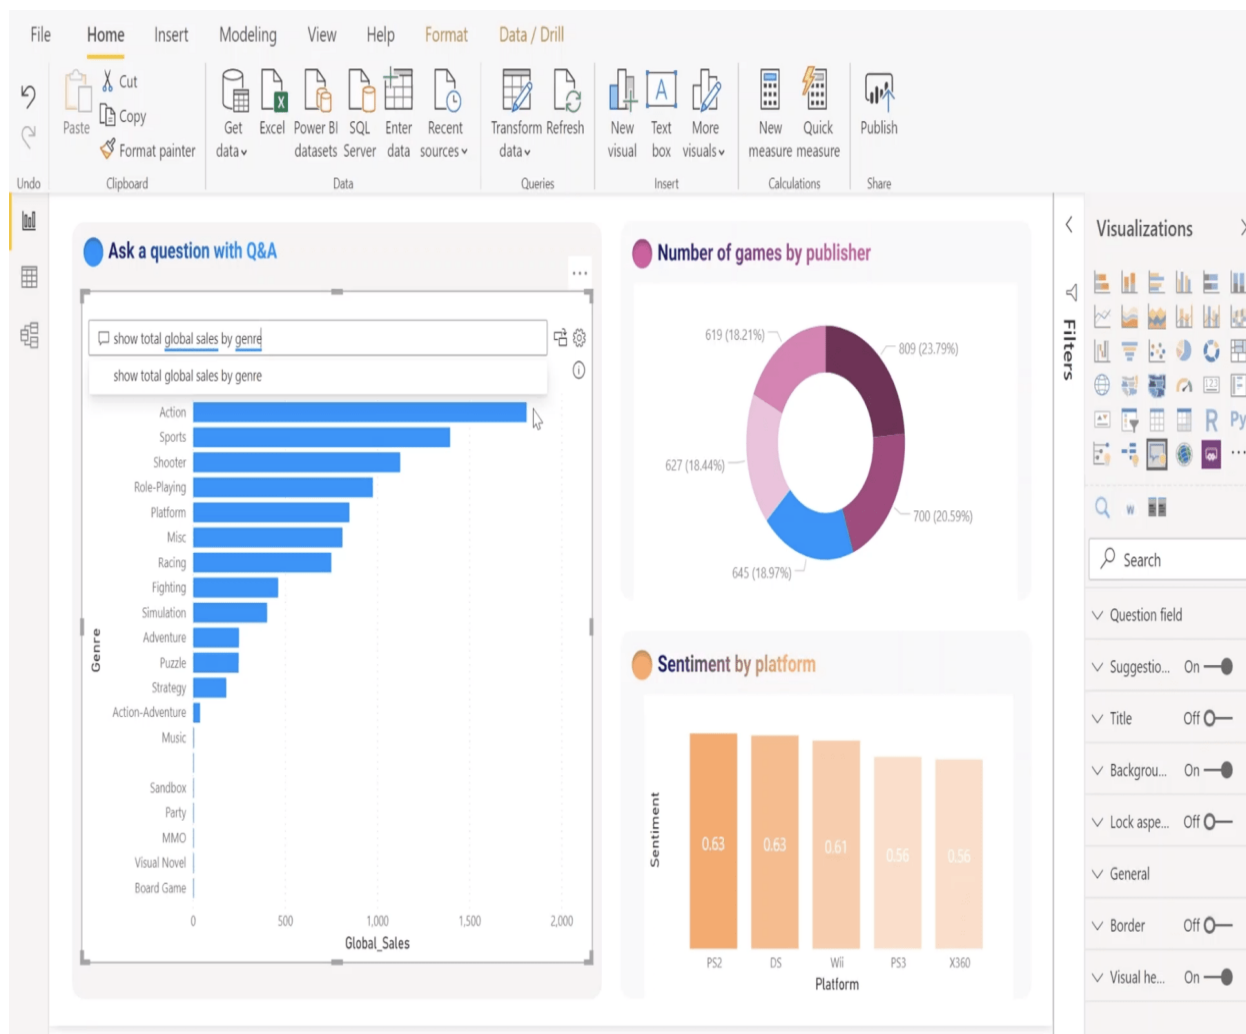 File Home Insert Modeling View Help Format Data / Drill
Cut
Copy
Format painter
Paste
Get data
Excel
Power BI datasets
SQL Server
Enter data
Recent sources
Transform data
Refresh
New visual
Text box
More visuals
New measure
Quick measure
Publish
Undo Clipboard Data Queries Insert Calculations Share
Ask a question with Q&A
...
show total global sales by genre
show total global sales by genre
Genre
Action
Sports
Shooter
Role-Playing
Platform
Misc
Racing
Fighting
Simulation
Adventure
Puzzle
Strategy
Action-Adventure
Music
Sandbox
Party
MMO
Visual Novel
Board Game
0 500 1,000 1,500 2,000
Global_Sales
Number of games by publisher
619 (18.21%)
809 (23.79%)
627 (18.44%)
700 (20.59%)
645 (18.97%)
Sentiment by platform
Sentiment
0.63 0.63 0.61 0.56 0.56
PS2 DS Wii PS3 X360
Platform
Filters
Visualizations
123
R Py
...
W
Search
Question field
Suggestio... On
Title Off
Backgrou... On
Lock aspe... Off
General
Border Off
Visual he... On